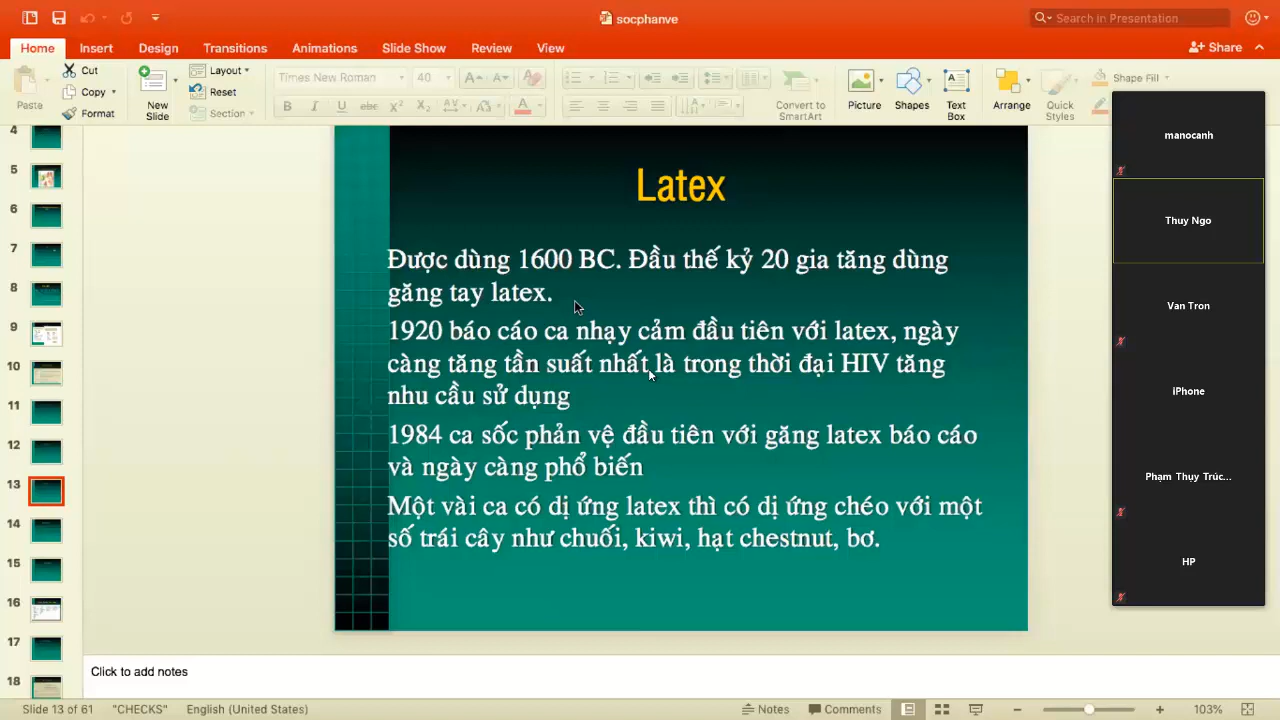 socphanve
Search in Presentation
Home Insert Design Transitions Animations Slide Show Review View
Share
Paste
Cut
Copy
Format
New Slide
Layout
Reset
Section
Times New Roman 40
B I U abc X² X₂ AV Aa A
Convert to SmartArt
Picture
Shapes
Text Box
Arrange
Quick Styles
Shape Fill
4
5
6
7
8
9
10
11
12
13
14
15
16
17
18
Latex
Được dùng 1600 BC. Đầu thế kỷ 20 gia tăng dùng
găng tay latex.
1920 báo cáo ca nhạy cảm đầu tiên với latex, ngày
càng tăng tần suất nhất là trong thời đại HIV tăng
nhu cầu sử dụng
1984 ca sốc phản vệ đầu tiên với găng latex báo cáo
và ngày càng phổ biến
Một vài ca có dị ứng latex thì có dị ứng chéo với một
số trái cây như chuối, kiwi, hạt chestnut, bơ.
manocanh
Thuy Ngo
Van Tron
iPhone
Phạm Thuỵ Trúc...
HP
Click to add notes
Slide 13 of 61 "CHECKS" English (United States)
Notes Comments 103%